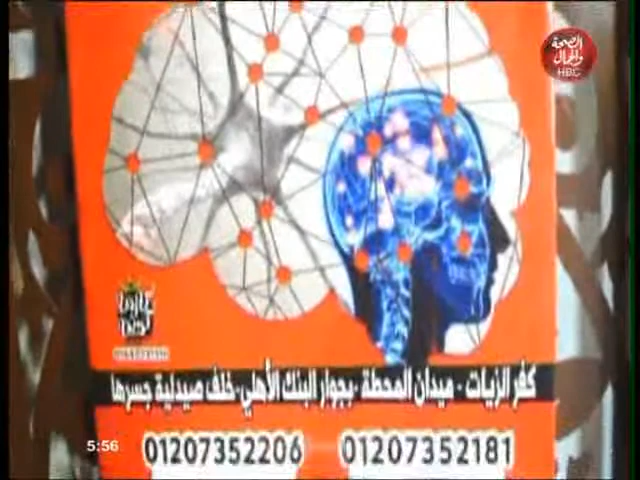 الصحة
والجمال
HBC
كفر الزيات - ميدان المحطة - بجوار البنك الأهلي - خلف صيدلية جسرها
5:56
01207352206
01207352181